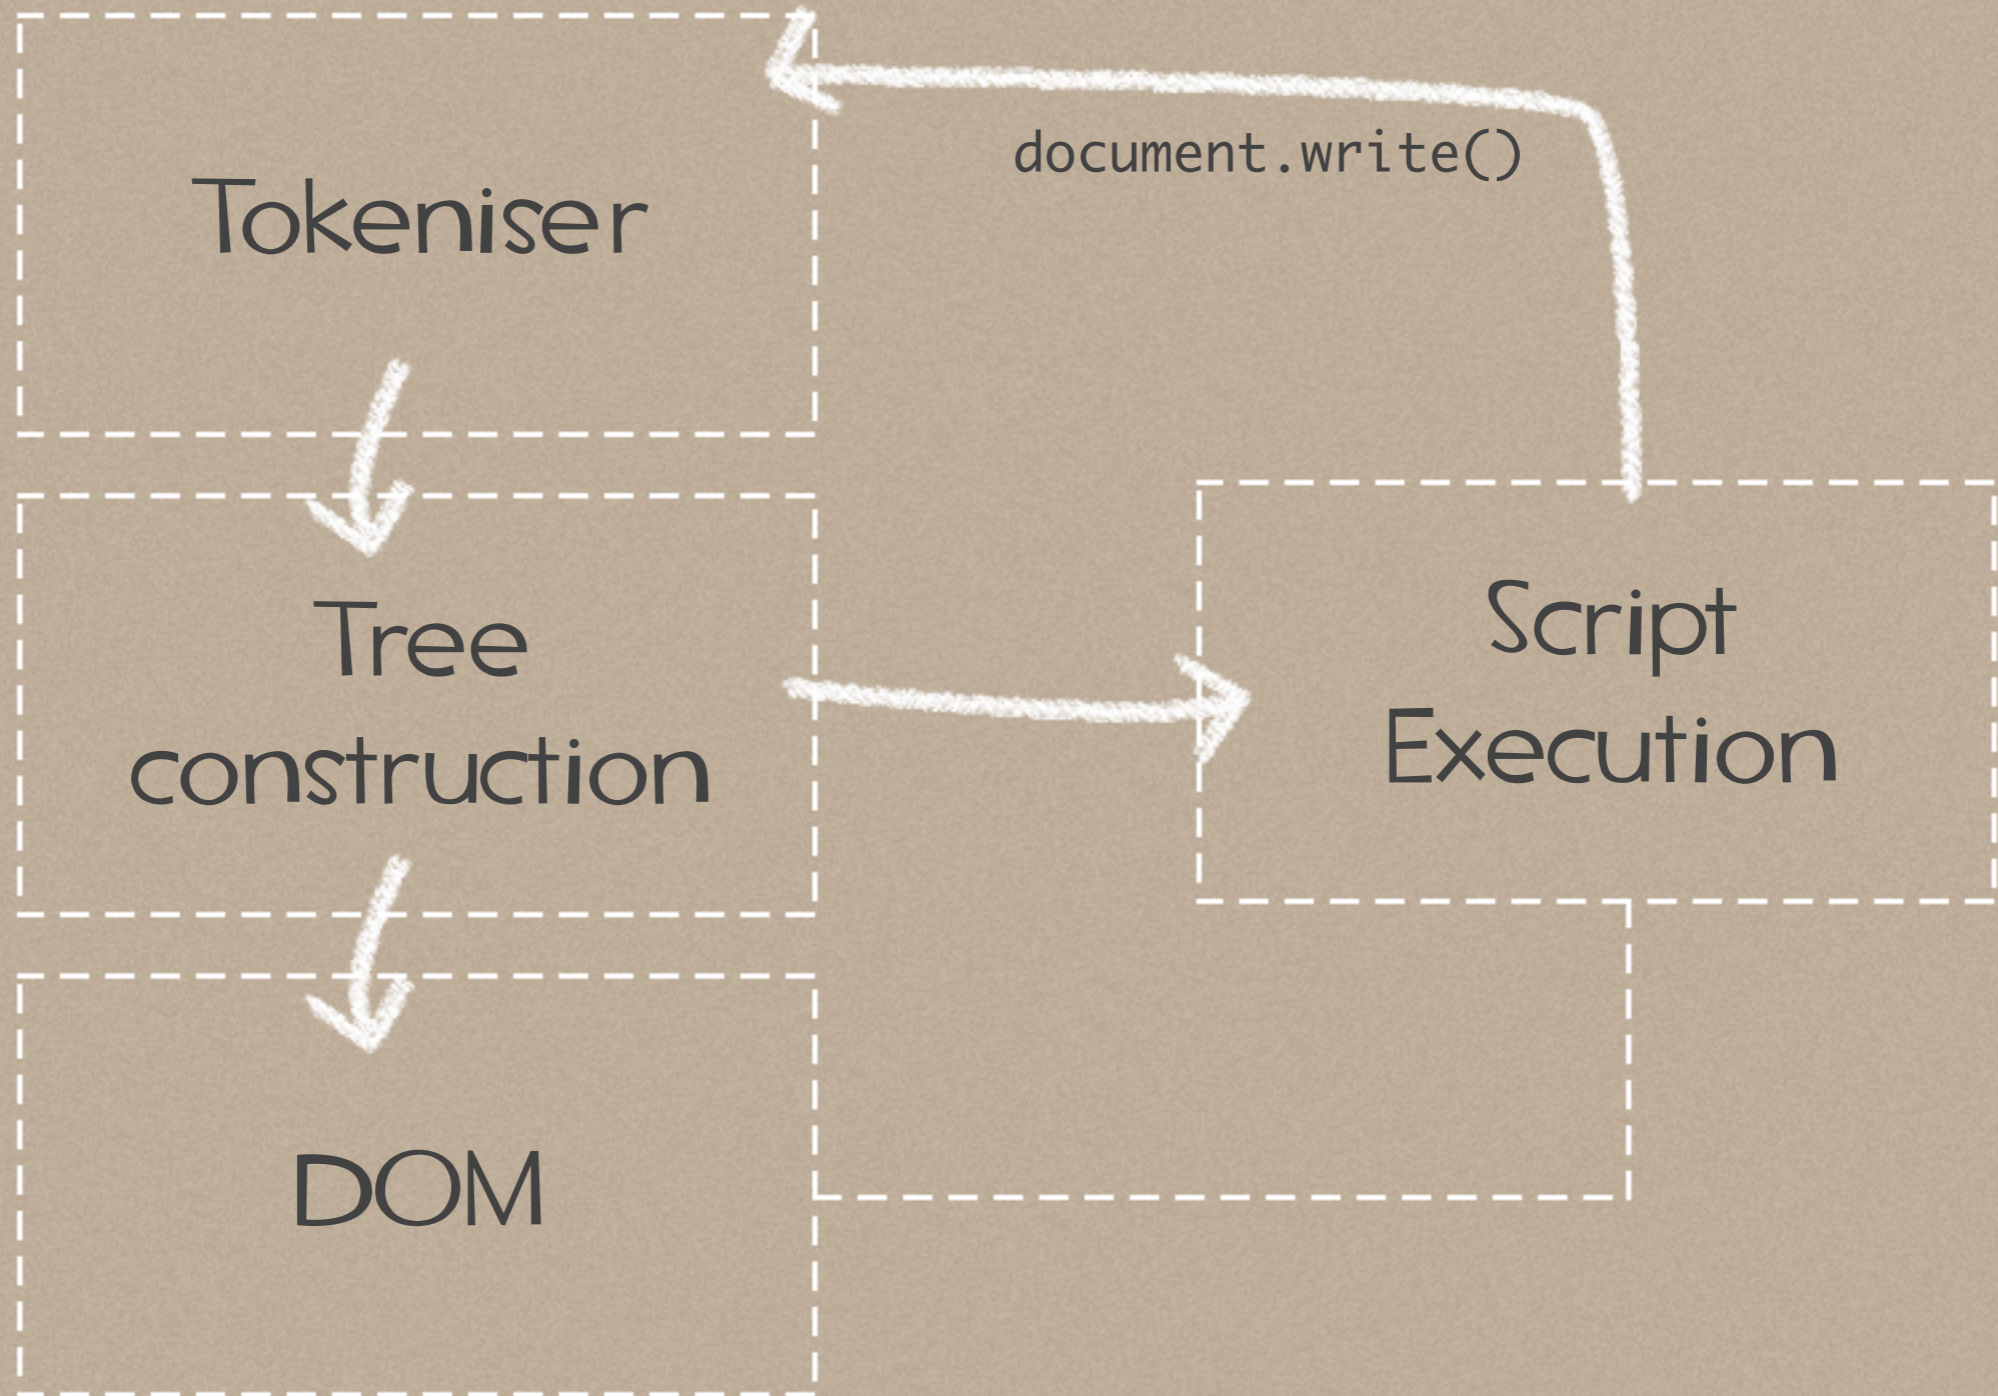 Tokeniser
document.write()
Tree
construction
Script
Execution
DOM